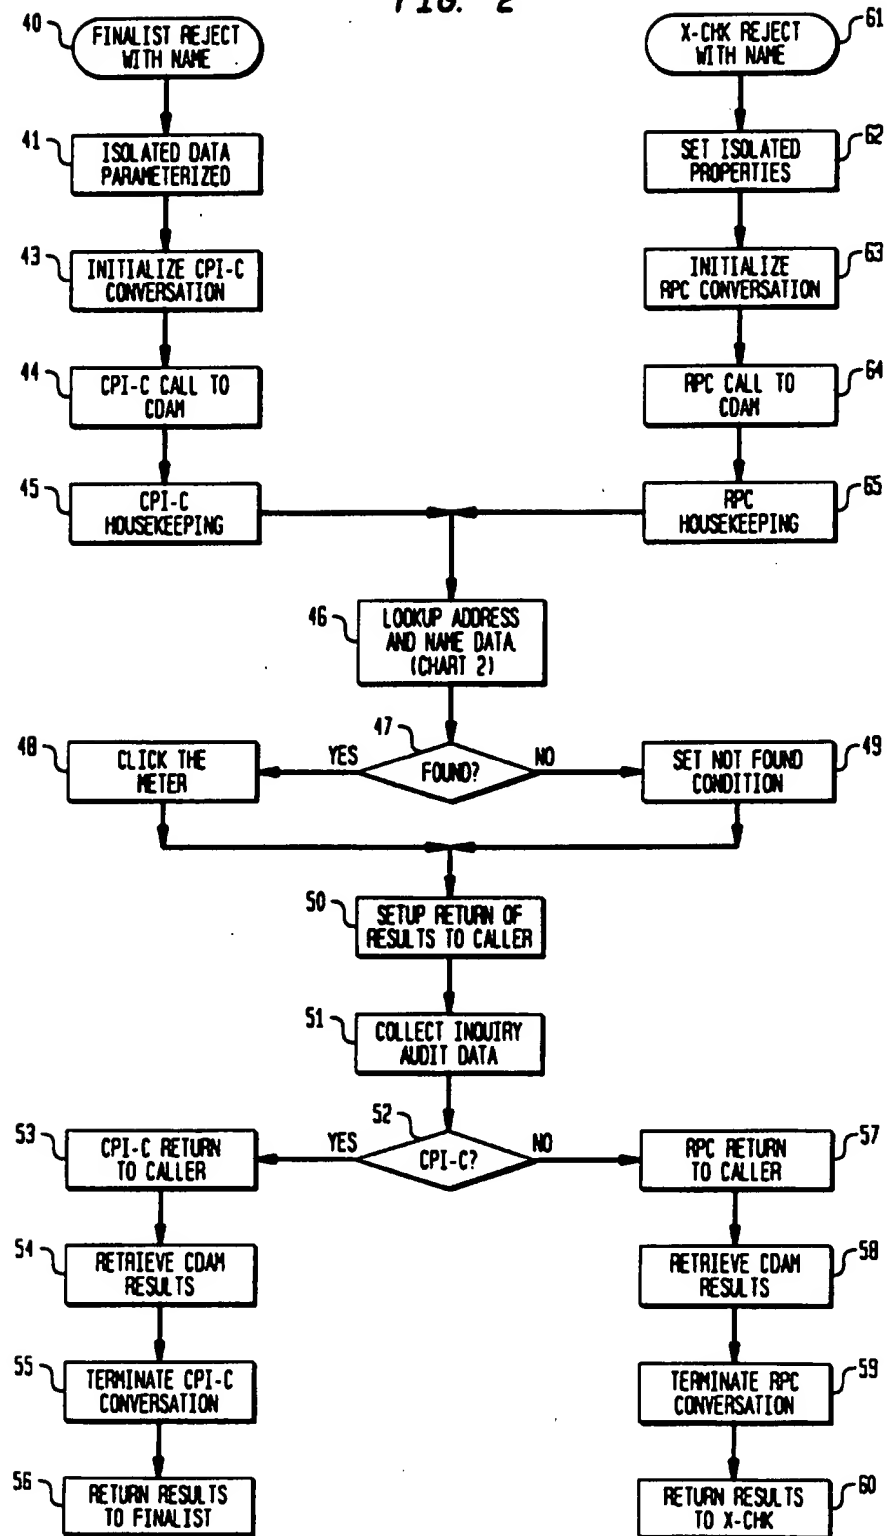 FIG. 2
40
FINALIST REJECT
WITH NAME
61
X-CHK REJECT
WITH NAME
41
ISOLATED DATA
PARAMETERIZED
62
SET ISOLATED
PROPERTIES
43
INITIALIZE CPI-C
CONVERSATION
63
INITIALIZE
RPC CONVERSATION
44
CPI-C CALL TO
CDAM
64
RPC CALL TO
CDAM
45
CPI-C
HOUSEKEEPING
65
RPC
HOUSEKEEPING
46
LOOKUP ADDRESS
AND NAME DATA
(CHART 2)
47
FOUND?
YES
NO
48
CLICK THE
METER
49
SET NOT FOUND
CONDITION
50
SETUP RETURN OF
RESULTS TO CALLER
51
COLLECT INQUIRY
AUDIT DATA
52
CPI-C?
YES
NO
53
CPI-C RETURN
TO CALLER
57
RPC RETURN
TO CALLER
54
RETRIEVE CDAM
RESULTS
58
RETRIEVE CDAM
RESULTS
55
TERMINATE CPI-C
CONVERSATION
59
TERMINATE RPC
CONVERSATION
56
RETURN RESULTS
TO FINALIST
60
RETURN RESULTS
TO X-CHK